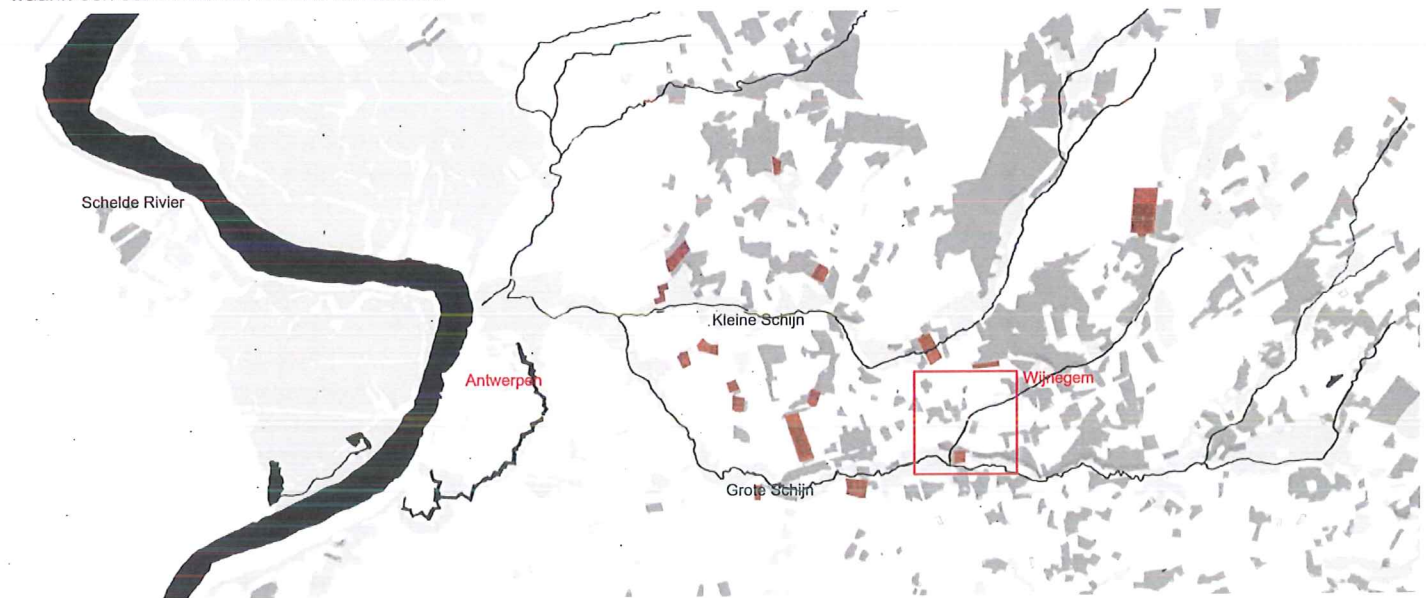 Schelde Rivier
Kleine Schijn
Antwerpen
Wijnegem
Grote Schijn